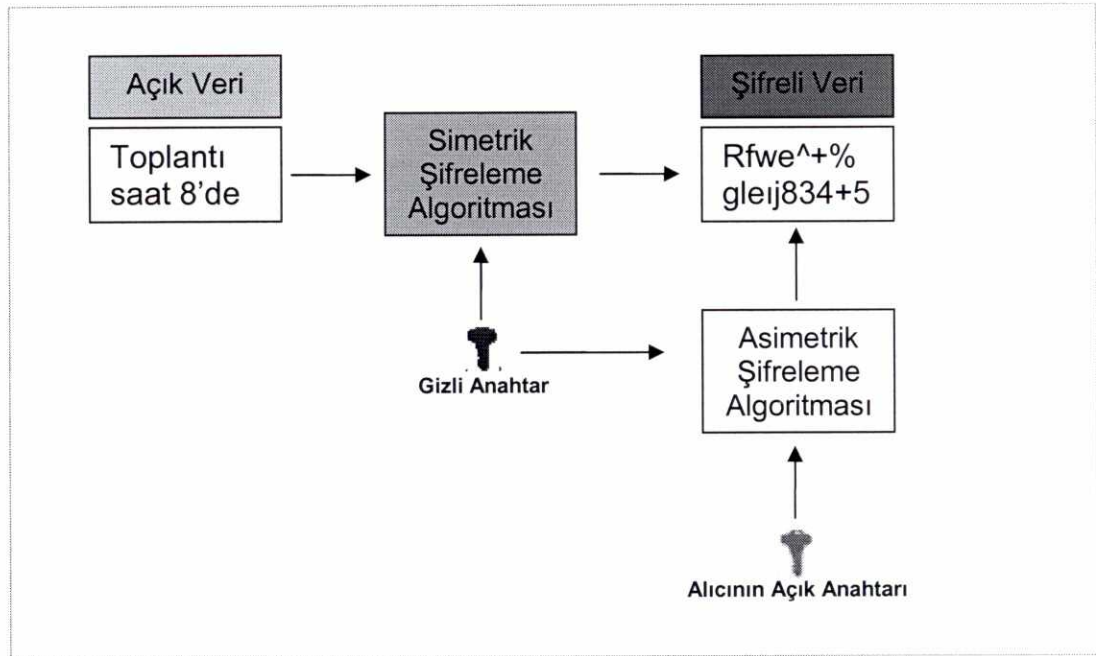 Açık Veri
Toplantı
saat 8'de
Simetrik
Şifreleme
Algoritması
Şifreli Veri
Rfwe^+%
gleıj834+5
Gizli Anahtar
Asimetrik
Şifreleme
Algoritması
Alıcının Açık Anahtarı